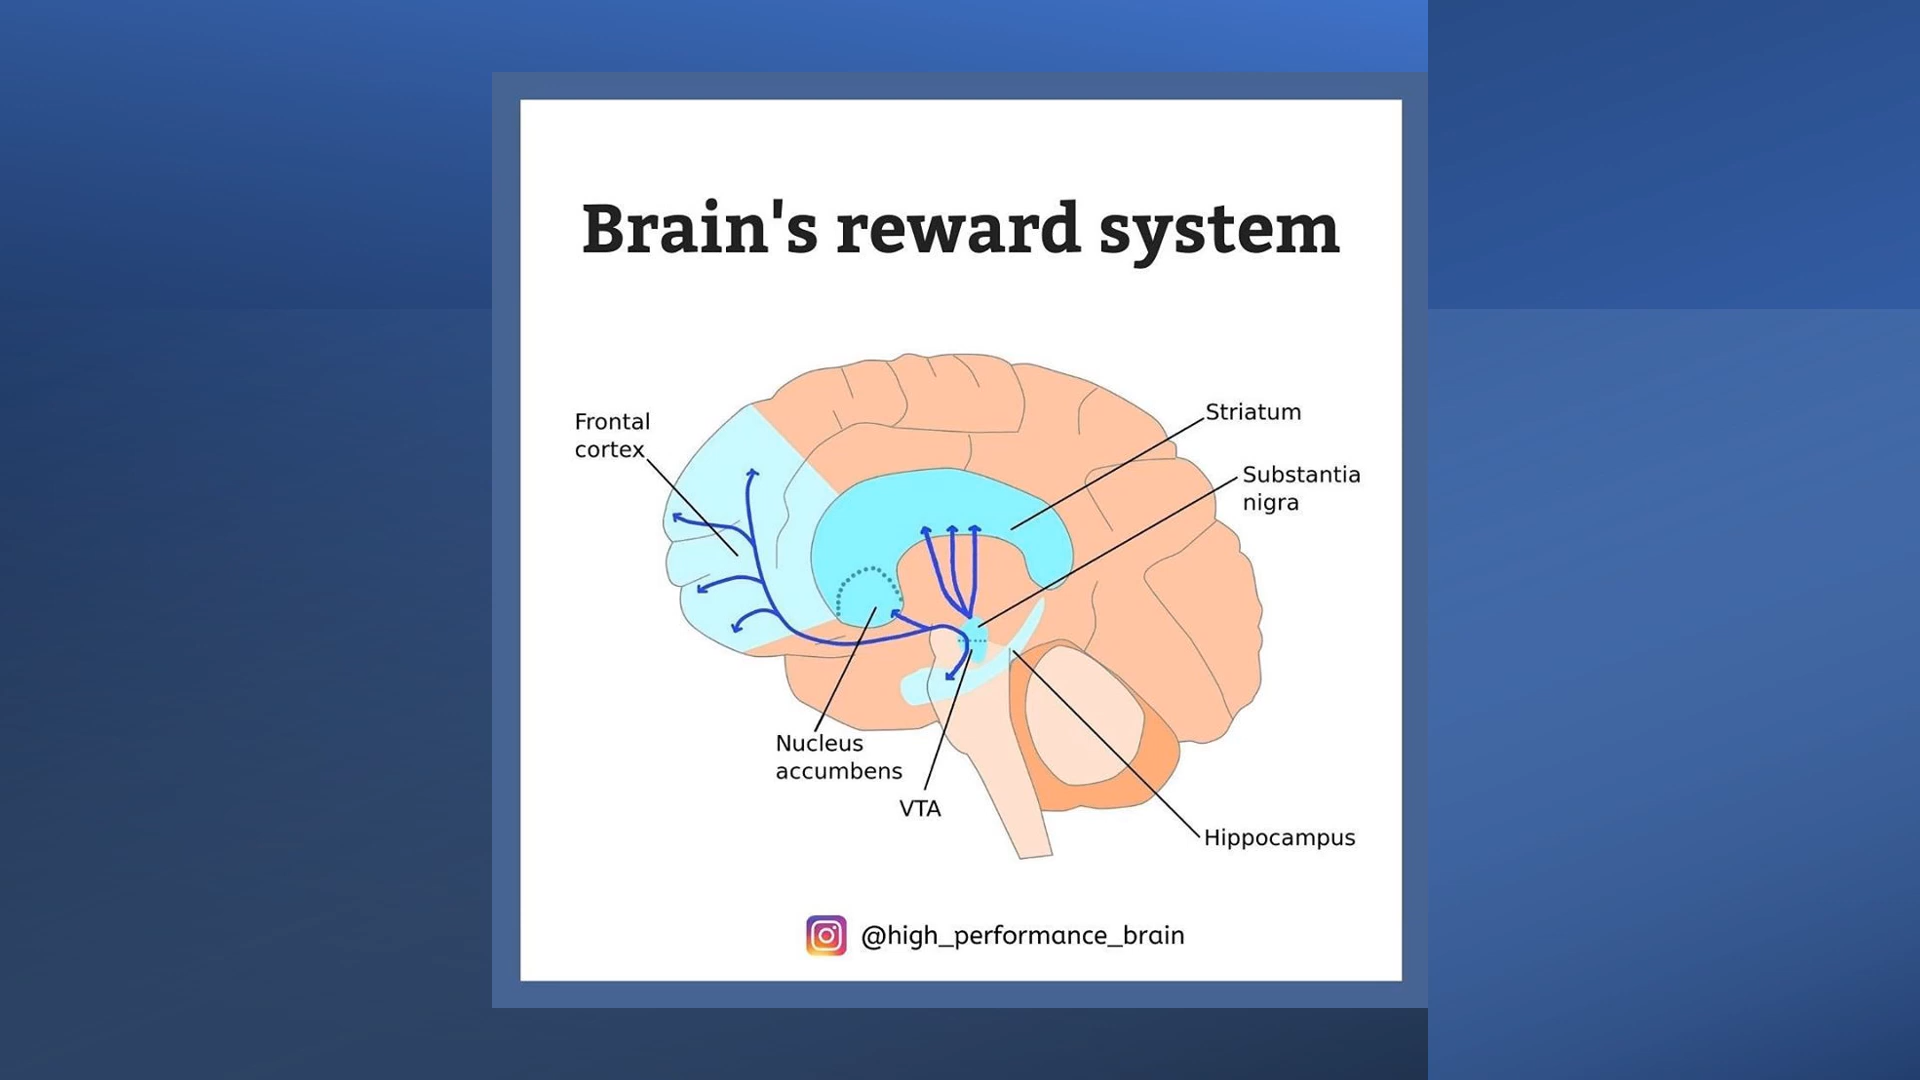 Brain's reward system
Frontal
cortex
Striatum
Substantia
nigra
Nucleus
accumbens
VTA
Hippocampus
@high_performance_brain